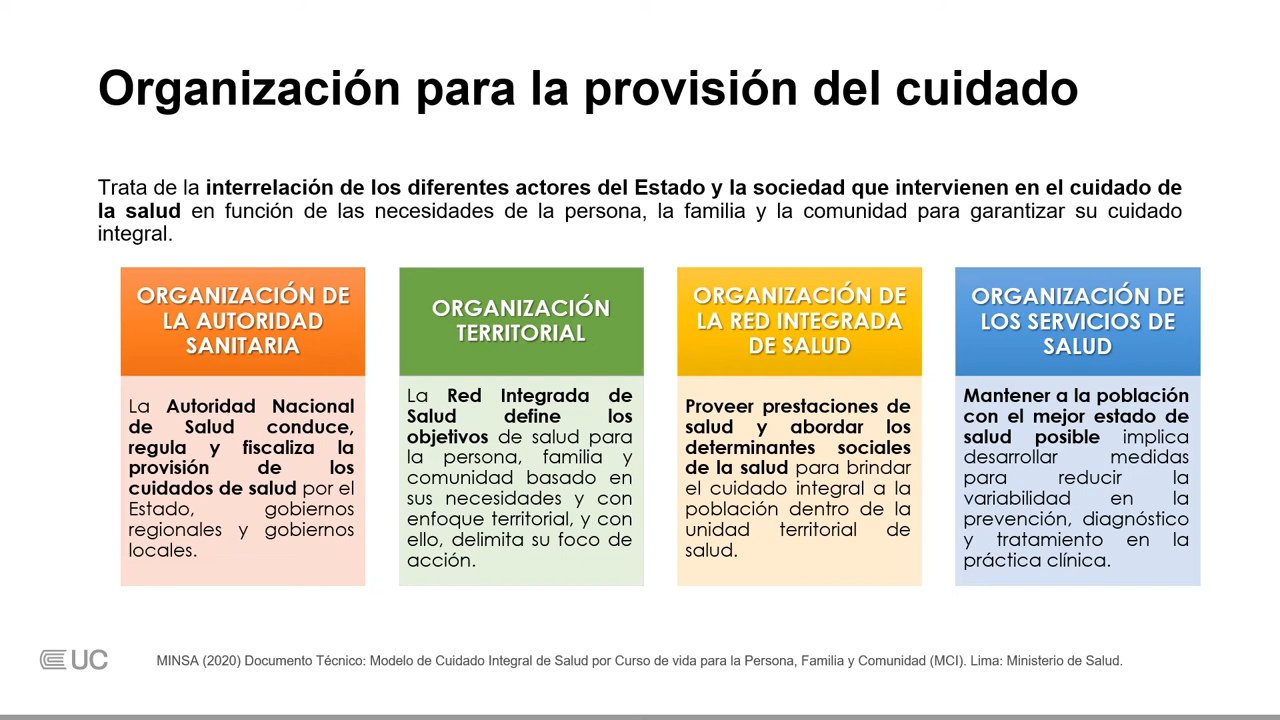 Organización para la provisión del cuidado
Trata de la interrelación de los diferentes actores del Estado y la sociedad que intervienen en el cuidado de
la salud en función de las necesidades de la persona, la familia y la comunidad para garantizar su cuidado
integral.
ORGANIZACIÓN DE
LA AUTORIDAD
SANITARIA
La Autoridad Nacional
de Salud conduce,
regula y fiscaliza la
provisión de los
cuidados de salud por el
Estado, gobiernos
regionales y gobiernos
locales.
ORGANIZACIÓN
TERRITORIAL
La Red Integrada de
Salud define los
objetivos de salud para
la persona, familia y
comunidad basado en
sus necesidades y con
enfoque territorial, y con
ello, delimita su foco de
acción.
ORGANIZACIÓN DE
LA RED INTEGRADA
DE SALUD
Proveer prestaciones de
salud y abordar los
determinantes sociales
de la salud para brindar
el cuidado integral a la
población dentro de la
unidad territorial de
salud.
ORGANIZACIÓN DE
LOS SERVICIOS DE
SALUD
Mantener a la población
con el mejor estado de
salud posible implica
desarrollar medidas
para reducir la
variabilidad en la
prevención, diagnóstico
y tratamiento en la
práctica clínica.
UC
MINSA (2020) Documento Técnico: Modelo de Cuidado Integral de Salud por Curso de vida para la Persona, Familia y Comunidad (MCI). Lima: Ministerio de Salud.